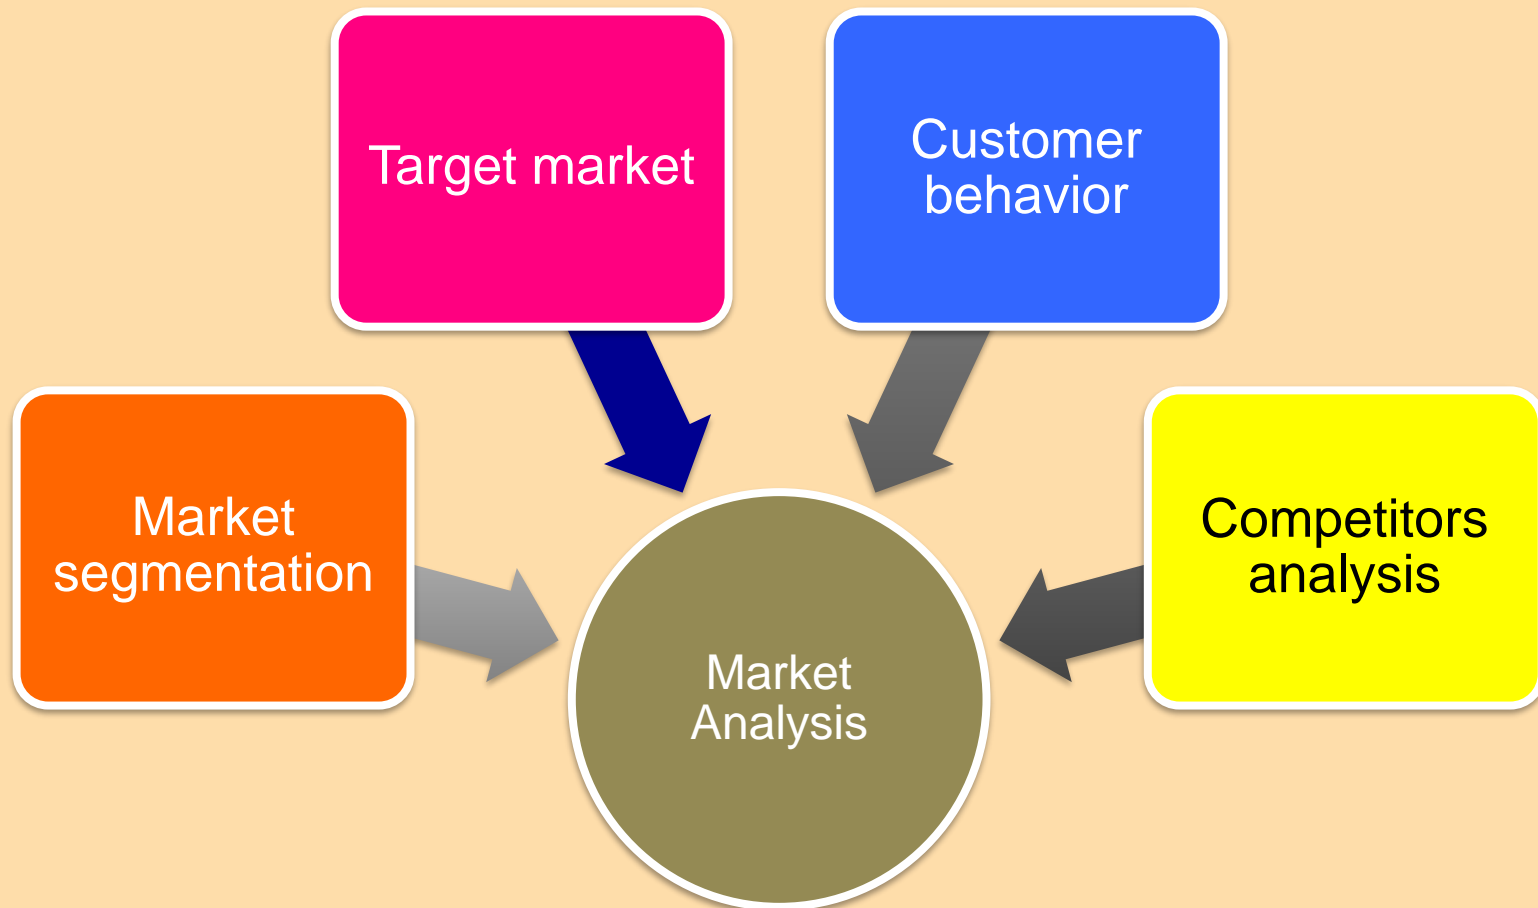 Target market
Customer
behavior
Market
segmentation
Competitors
analysis
Market
Analysis